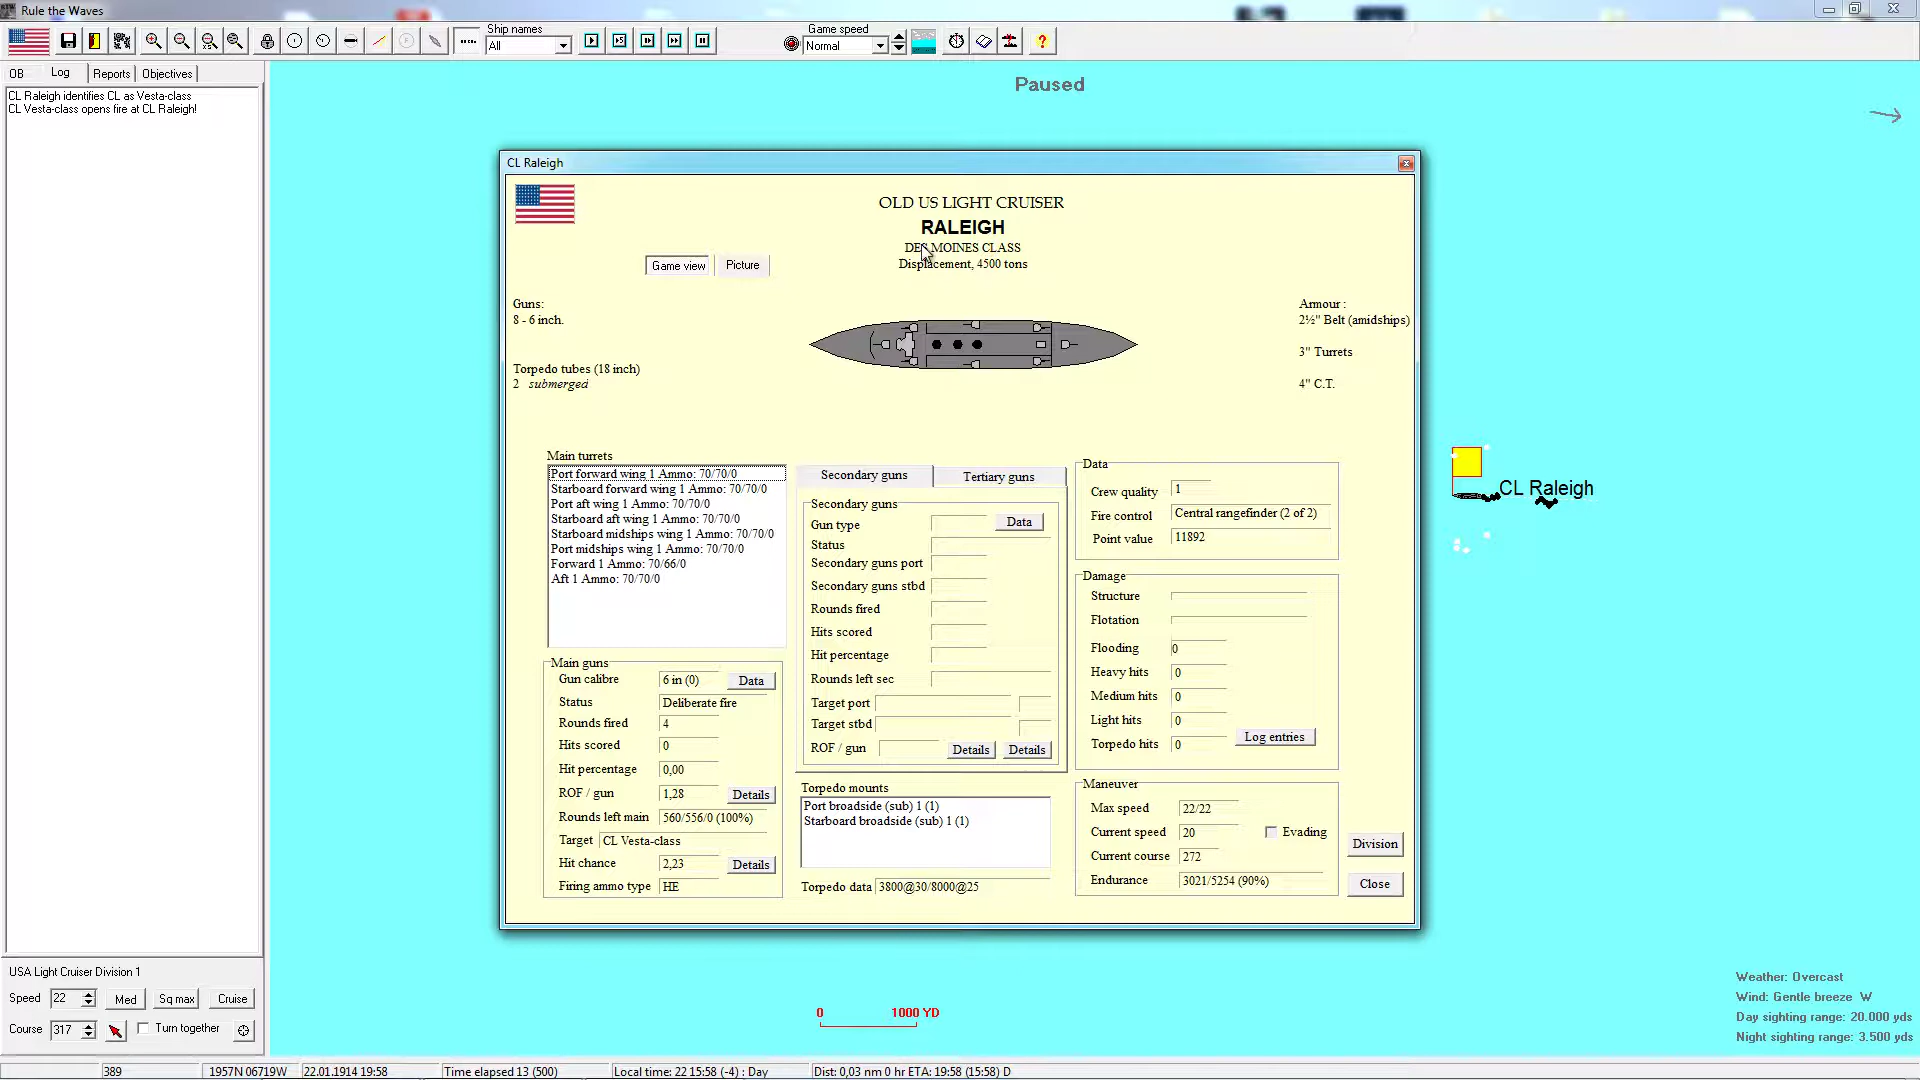 Rule the Waves
Ship names
All
Game speed
Normal
OB
Log
Reports
Objectives
CL Raleigh identifies CL as Vesta-class
CL Vesta-class opens fire at CL Raleigh!
Paused
CL Raleigh
OLD US LIGHT CRUISER
RALEIGH
DES MOINES CLASS
Displacement, 4500 tons
Game view
Picture
Guns:
8 - 6 inch.
Torpedo tubes (18 inch)
2 submerged
Armour :
2½" Belt (amidships)
3" Turrets
4" C.T.
Main turrets
Port forward wing 1 Ammo: 70/70/0
Starboard forward wing 1 Ammo: 70/70/0
Port aft wing 1 Ammo: 70/70/0
Starboard aft wing 1 Ammo: 70/70/0
Starboard midships wing 1 Ammo: 70/70/0
Port midships wing 1 Ammo: 70/70/0
Forward 1 Ammo: 70/66/0
Aft 1 Ammo: 70/70/0
Main guns
Gun calibre 6 in (0) Data
Status Deliberate fire
Rounds fired 4
Hits scored 0
Hit percentage 0,00
ROF / gun 1,28 Details
Rounds left main 560/556/0 (100%)
Target CL Vesta-class
Hit chance 2,23 Details
Firing ammo type HE
Secondary guns
Tertiary guns
Secondary guns
Gun type Data
Status
Secondary guns port
Secondary guns stbd
Rounds fired
Hits scored
Hit percentage
Rounds left sec
Target port
Target stbd
ROF / gun Details Details
Torpedo mounts
Port broadside (sub) 1 (1)
Starboard broadside (sub) 1 (1)
Torpedo data 3800@30/8000@25
Data
Crew quality 1
Fire control Central rangefinder (2 of 2)
Point value 11892
Damage
Structure
Flotation
Flooding 0
Heavy hits 0
Medium hits 0
Light hits 0
Torpedo hits 0 Log entries
Maneuver
Max speed 22/22
Current speed 20 Evading
Current course 272
Endurance 3021/5254 (90%)
Division
Close
CL Raleigh
USA Light Cruiser Division 1
Speed 22 Med Sq max Cruise
Course 317 Turn together
0 1000 YD
Weather: Overcast
Wind: Gentle breeze W
Day sighting range: 20.000 yds
Night sighting range: 3.500 yds
389 1957N 06719W 22.01.1914 19:58 Time elapsed 13 (500) Local time: 22 15:58 (-4) : Day Dist: 0,03 nm 0 hr ETA: 19:58 (15:58) D